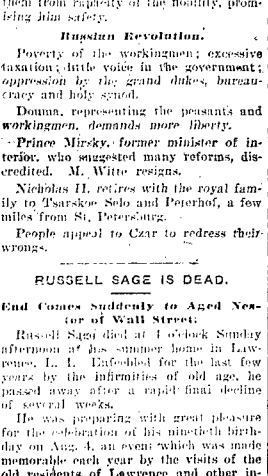 them from rapacity of the nobility, prom-
ising him safety.
Russian Revolution.
Poverty of the workingmen; excessive
taxation; little voice in the government;
oppression by the grand dukes, bureau-
cracy and holy synod.
Douma, representing the peasants and
workingmen, demands more liberty.
Prince Mirsky, former minister of in-
terior, who suggested many reforms, dis-
credited. M. Witte resigns.
Nicholas II. retires with the royal fam-
ily to Tsarskoe Selo and Peterhof, a few
miles from St. Petersburg.
People appeal to Czar to redress their
wrongs.
RUSSELL SAGE IS DEAD.
End Comes Suddenly to Aged Nes-
tor of Wall Street.
Russell Sage died at 4 o'clock Sunday
afternoon at his summer home in Law-
rence, L. I. Enfeebled for the last few
years by the infirmities of old age, he
passed away after a rapid final decline
of several weeks.
He was preparing with great pleasure
for the celebration of his ninetieth birth-
day on Aug. 4, an event which was made
memorable each year by the visits of the
old residents of Lawrence and other in-